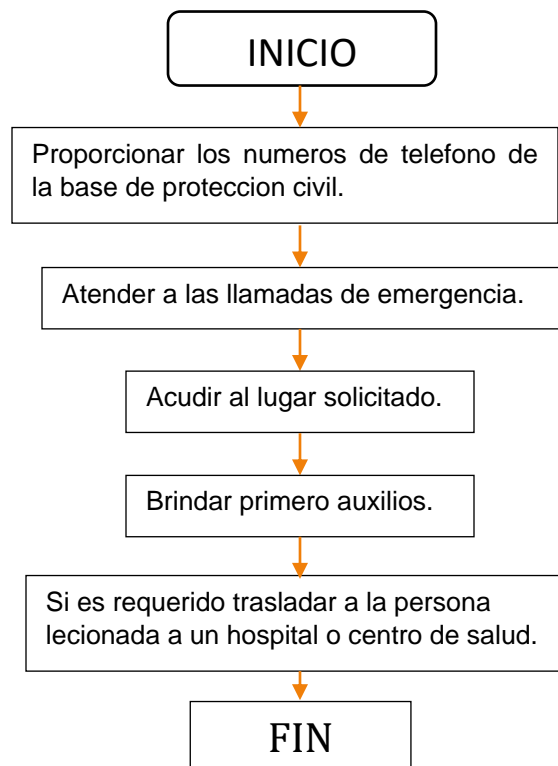 INICIO
Proporcionar los numeros de telefono de
la base de proteccion civil.
Atender a las llamadas de emergencia.
Acudir al lugar solicitado.
Brindar primero auxilios.
Si es requerido trasladar a la persona
lecionada a un hospital o centro de salud.
FIN